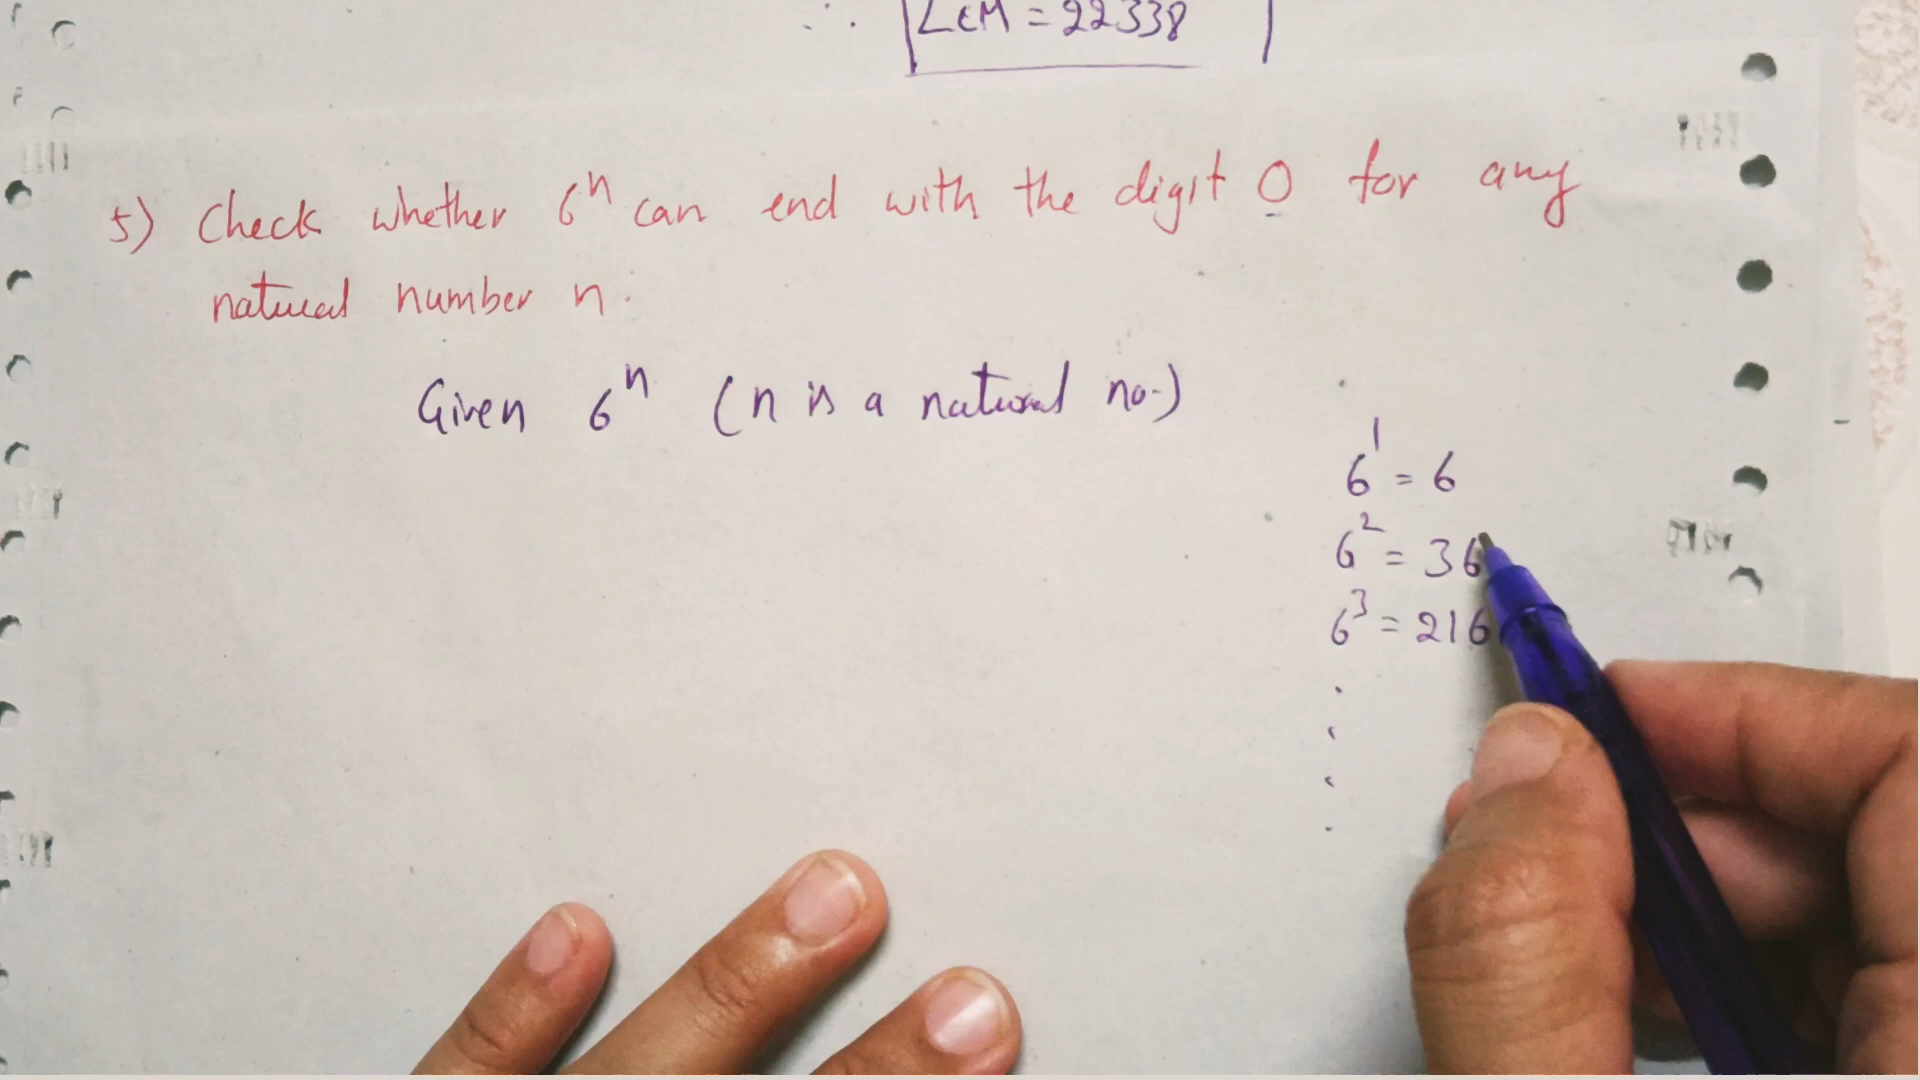 ∴ LCM = 22338
5) Check whether 6ⁿ can end with the digit 0 for any
natural number n.
Given 6ⁿ (n is a natural no.)
6¹ = 6
6² = 36
6³ = 216